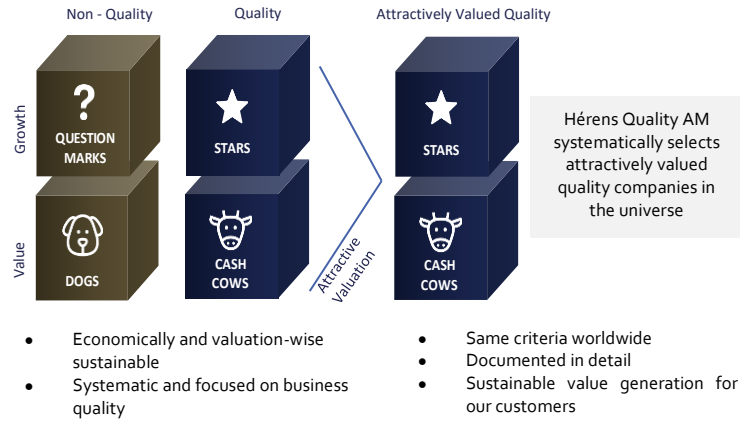 Non - Quality
Quality
Attractively Valued Quality
Growth
?
QUESTION
MARKS
STARS
STARS
Hérens Quality AM
systematically selects
attractively valued
quality companies in
the universe
Value
DOGS
CASH
COWS
Attractive
Valuation
CASH
COWS
• Economically and valuation-wise
sustainable
• Systematic and focused on business
quality
• Same criteria worldwide
• Documented in detail
• Sustainable value generation for
our customers